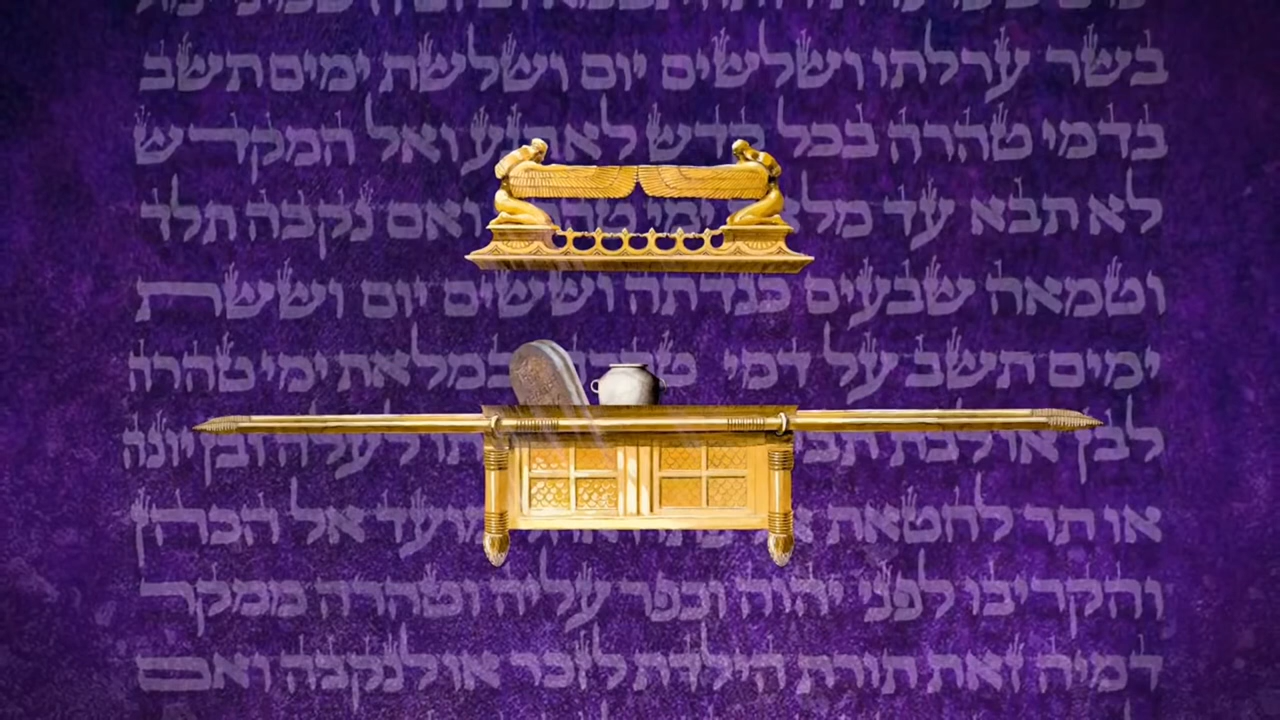 בשר ערלתו ושלשים יום ושלשת ימים תשב
בדמי טהרה בכל קדש לא ואל המקדש
לא תבא עד ימי ואם נקבה תלד
וטמאה שבעים כנדתה וששים יום וששת
ימים תשב על דמי ימי טהרה
לבן או לבת לעלה ובן יונה
או תר לחטאת מועד אל הכהן
והקריבו לפני יהוה וכפר עליה וטהרה ממקר
דמיה זאת תורת הילדת לזכר או לנקבה ואם